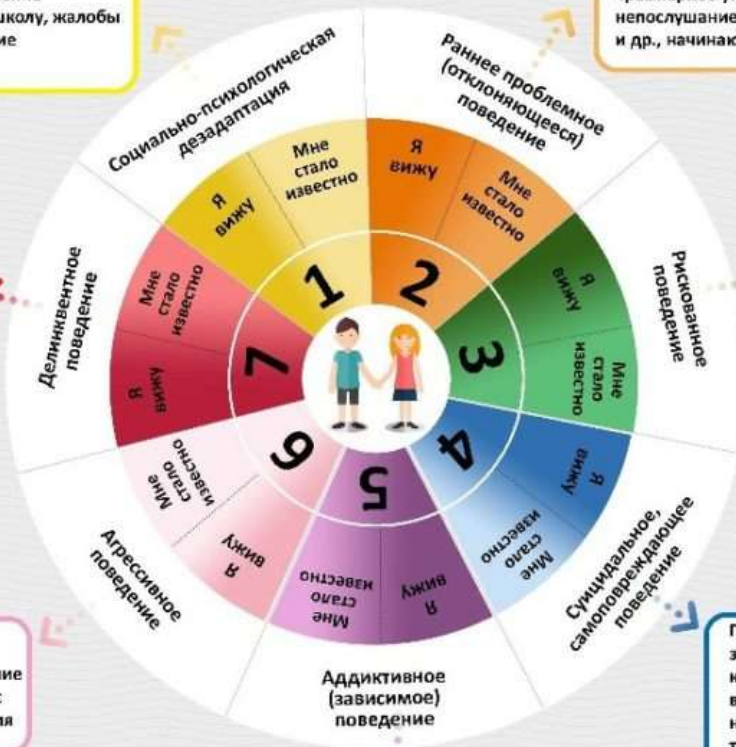 школу, жалобы
непослушание
и др., начинаю
Социально-психологическая
дезадаптация
Мне
стало
известно
Я
вижу
1
Раннее проблемное
(отклоняющееся)
поведение
Я
вижу
Мне
стало
известно
2
Рискованное
поведение
Я
вижу
Мне
стало
известно
3
Суицидальное,
самоповреждающее
поведение
Я
вижу
Мне
стало
известно
4
Аддиктивное
(зависимое)
поведение
Я
вижу
Мне
стало
известно
5
Агрессивное
поведение
Я
вижу
Мне
стало
известно
6
Делинквентное
поведение
Я
вижу
Мне
стало
известно
7